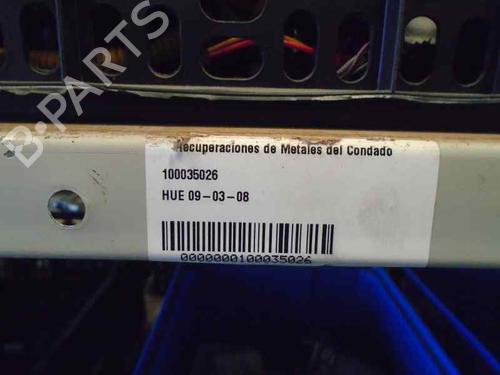 B-PARTS
Recuperaciones de Metales del Condado
100035026
HUE 09-03-08
0000000100035026